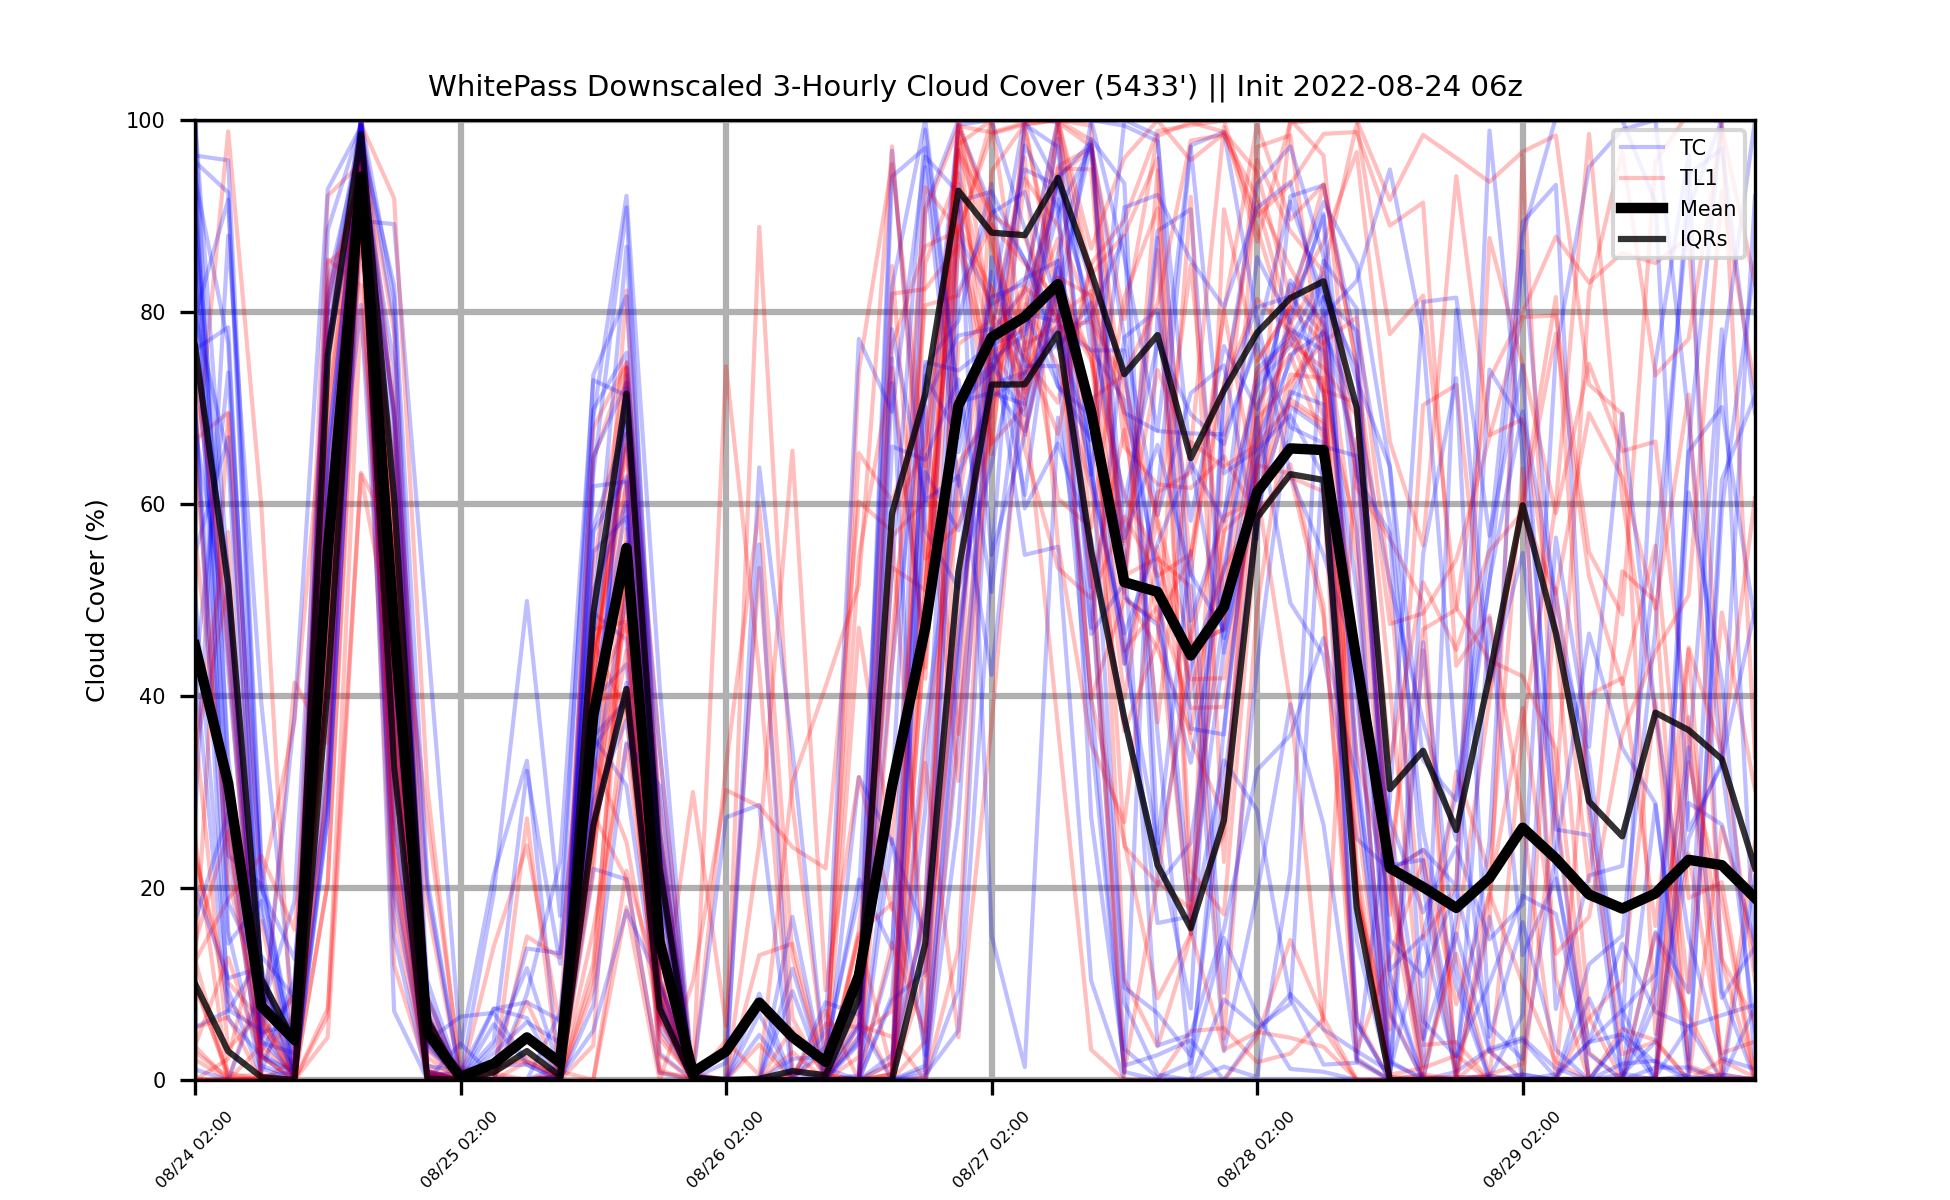 WhitePass Downscaled 3-Hourly Cloud Cover (5433') || Init 2022-08-24 06z
Cloud Cover (%)
100
80
60
40
20
0
TC
TL1
Mean
IQRs
08/24 02:00
08/25 02:00
08/26 02:00
08/27 02:00
08/28 02:00
08/29 02:00